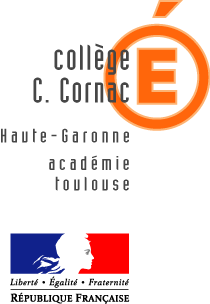 collège
C. Cornac
É
Haute-Garonne
académie
toulouse
Liberté • Égalité • Fraternité
RÉPUBLIQUE FRANÇAISE